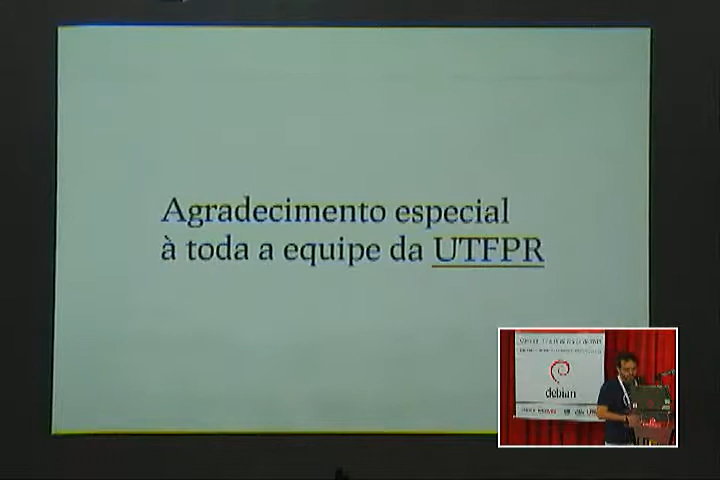 Agradecimento especial
à toda a equipe da UTFPR
debian